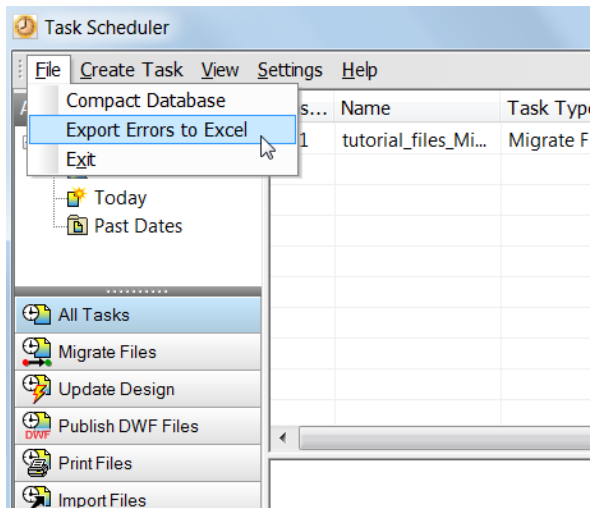 Task Scheduler
File Create Task View Settings Help
Compact Database
Export Errors to Excel
Exit
s... Name Task Type
1 tutorial_files_Mi... Migrate F
Today
Past Dates
All Tasks
Migrate Files
Update Design
DWF
Publish DWF Files
Print Files
Import Files